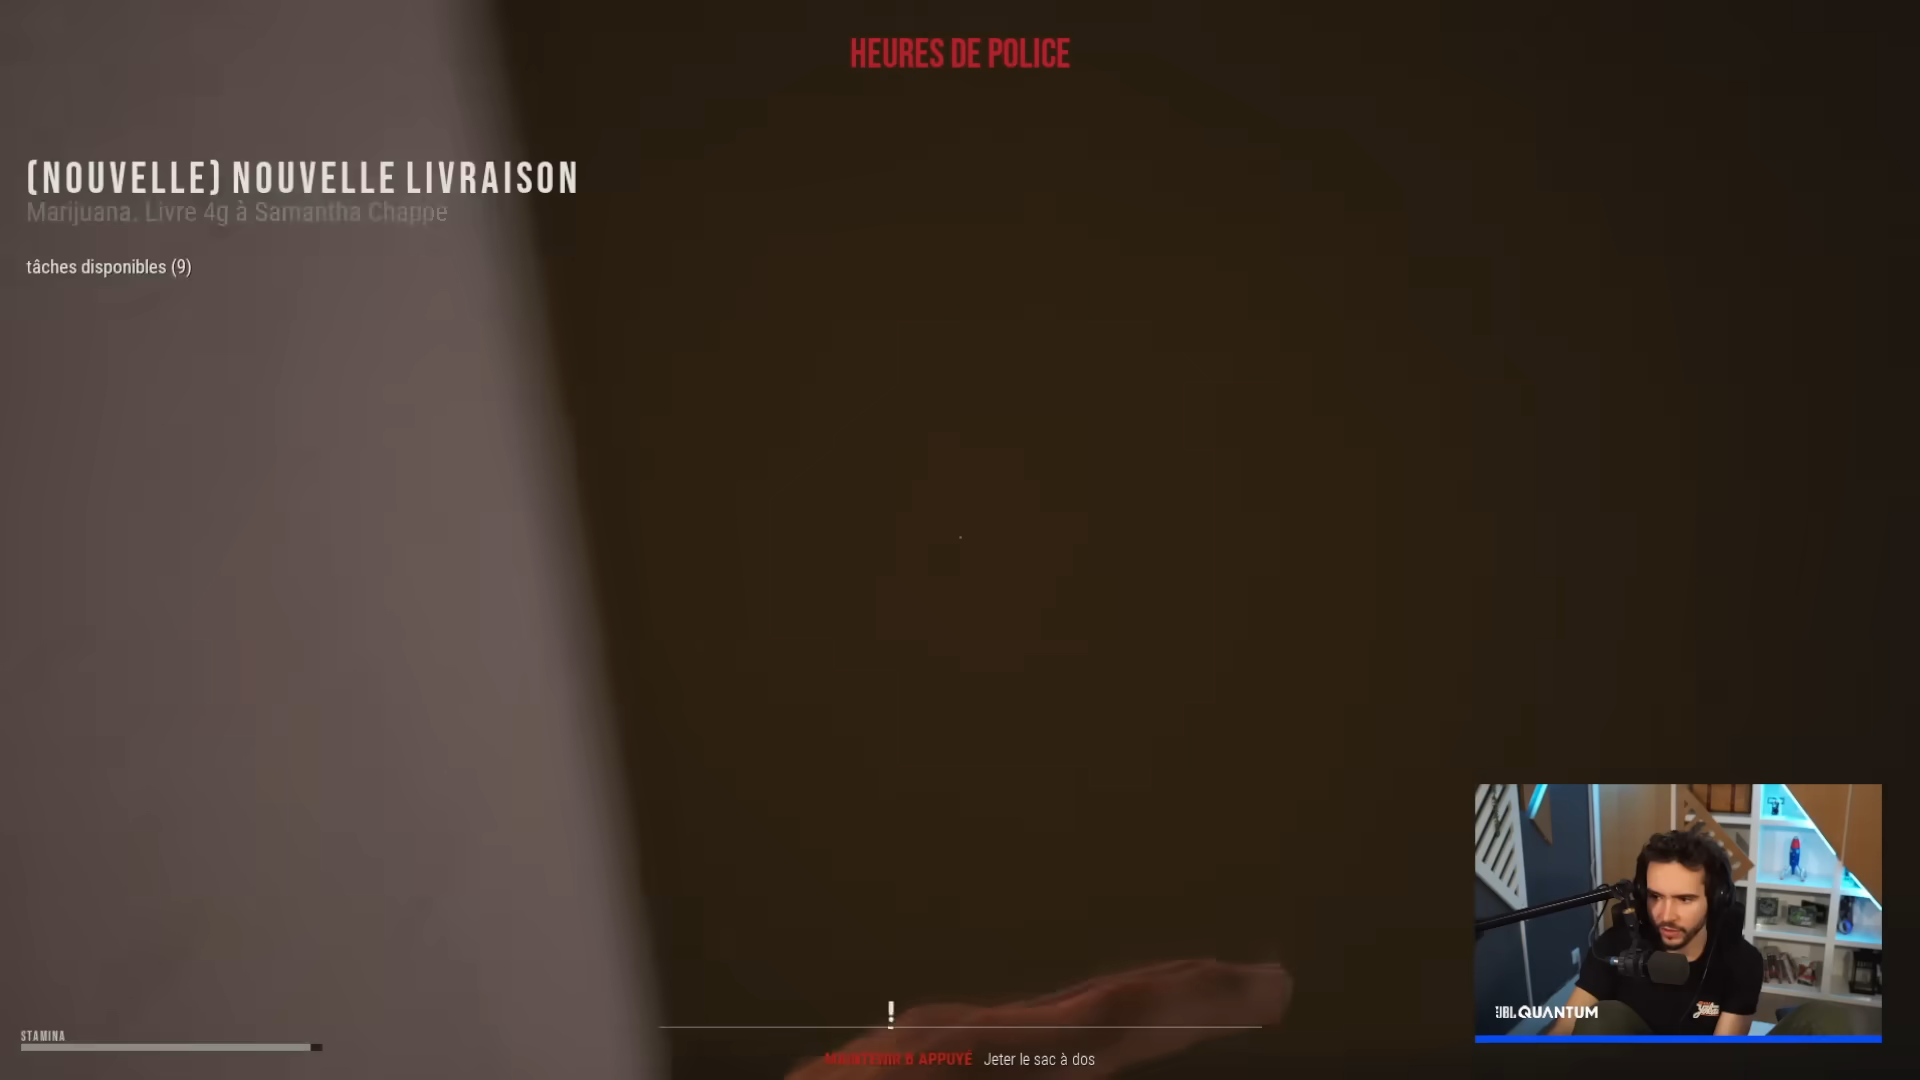 HEURES DE POLICE
(NOUVELLE) NOUVELLE LIVRAISON
Marijuana. Livre 4g à Samantha Chappe
tâches disponibles (9)
JBL QUANTUM
STAMINA
!
MAINTENIR B APPUYÉ Jeter le sac à dos